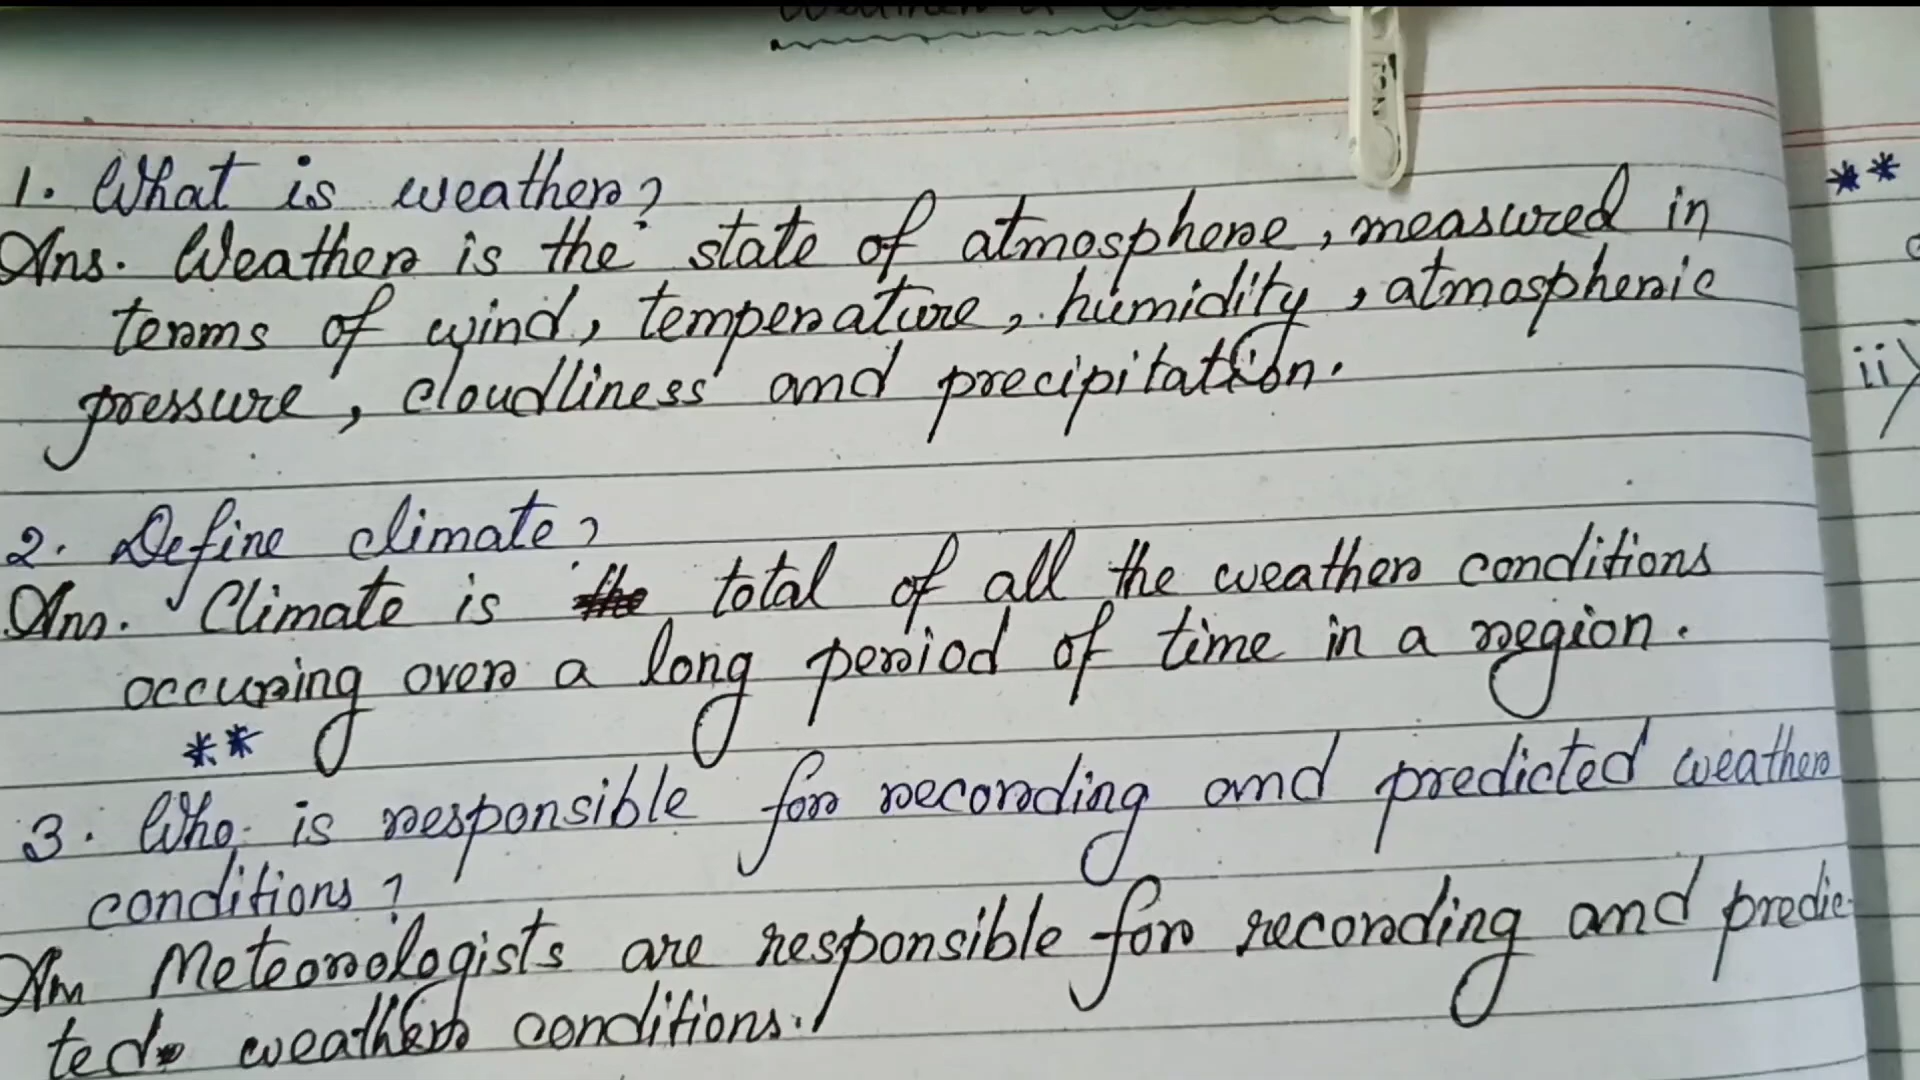 1. What is weather?
Ans. Weather is the state of atmosphere, measured in
terms of wind, temperature, humidity, atmospheric
pressure, cloudliness and precipitation.
2. Define climate?
Ans. Climate is the total of all the weather conditions
occuring over a long period of time in a region.
**
3. Who is responsible for recording and predicted weather
conditions?
Ans Meteorologists are responsible for recording and predic-
ted weather conditions.
**
ii)